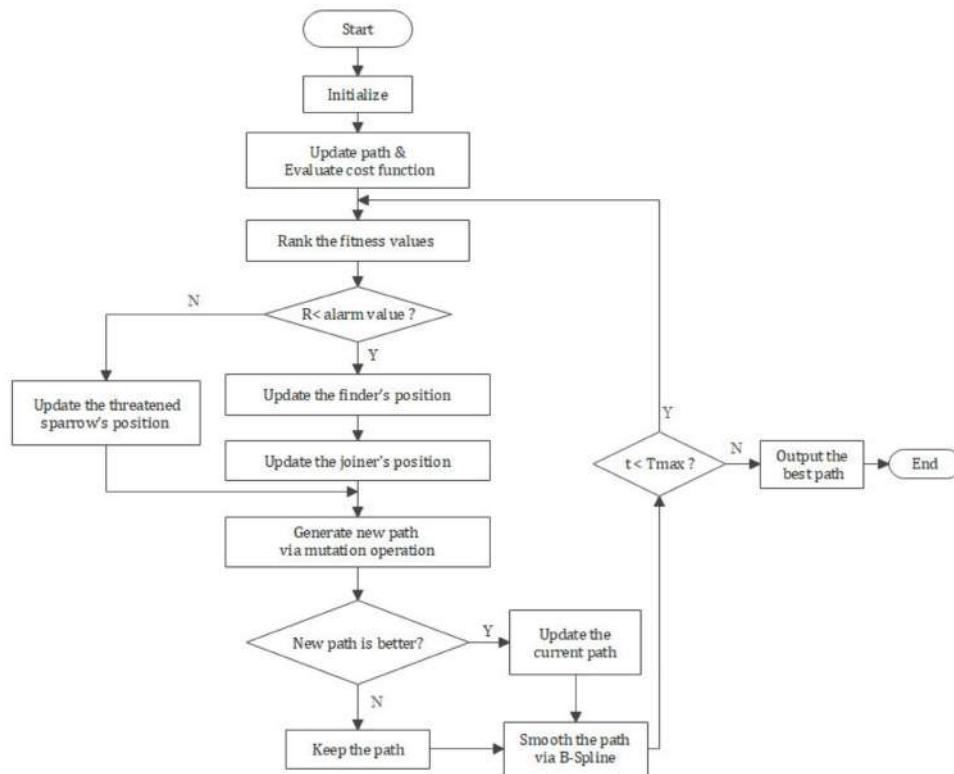 Start
Initialize
Update path &
Evaluate cost function
Rank the fitness values
N
R< alarm value ?
Y
Update the threatened
sparrow's position
Update the finder's position
Update the joiner's position
Generate new path
via mutation operation
New path is better?
Y
Update the
current path
N
Keep the path
Smooth the path
via B-Spline
Y
t < Tmax ?
N
Output the
best path
End